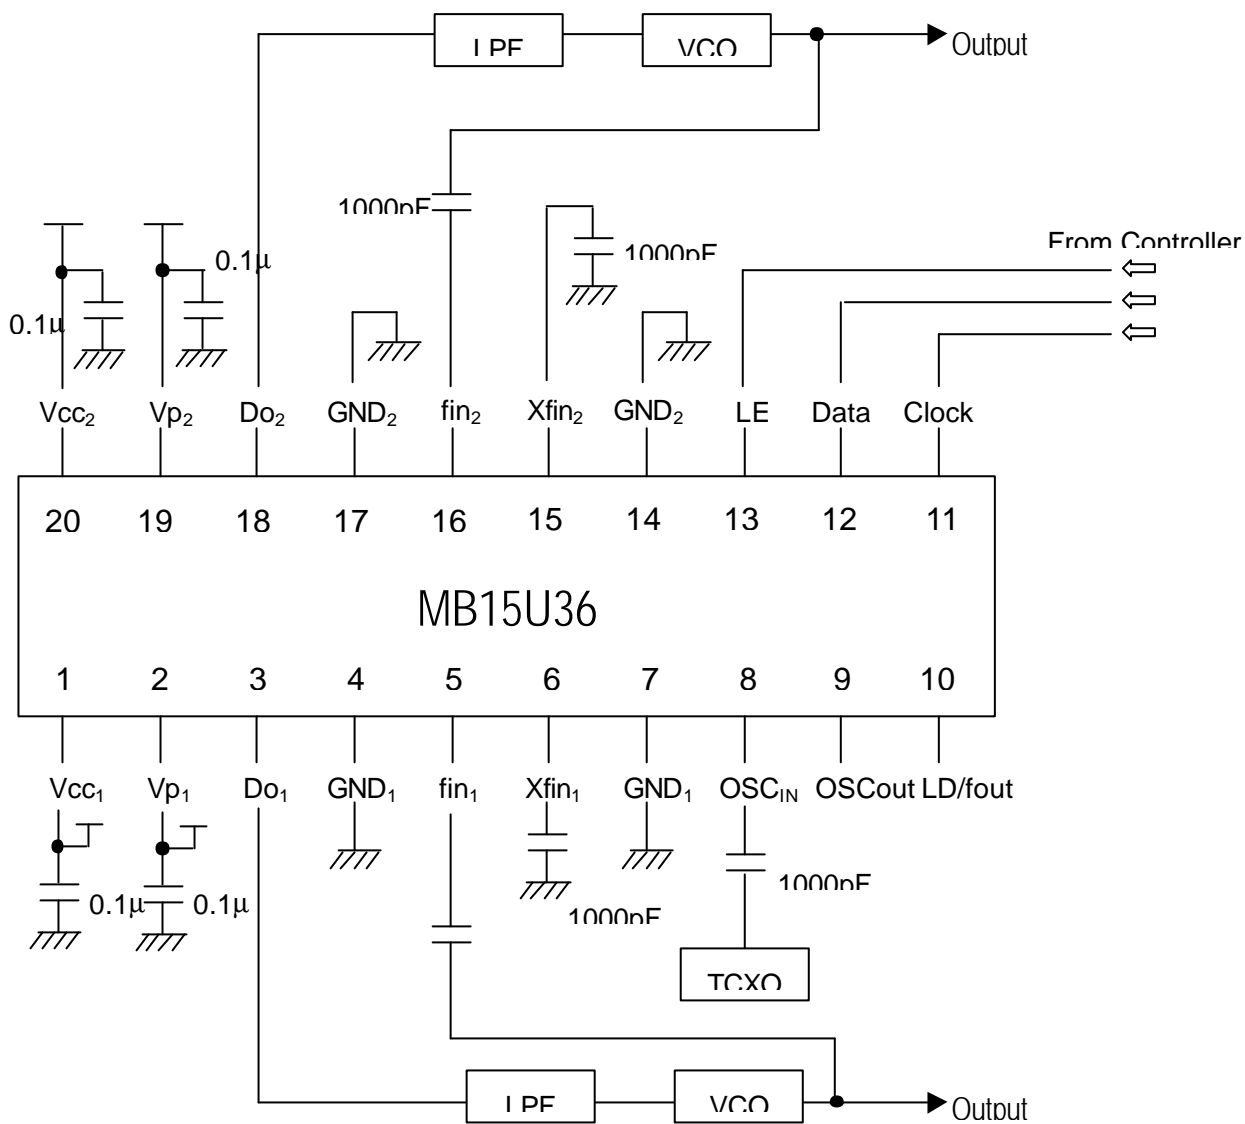 LPF
VCO
Output
1000pF
0.1µ
1000pF
From Controller
0.1µ
Vcc2
Vp2
Do2
GND2
fin2
Xfin2
GND2
LE
Data
Clock
20
19
18
17
16
15
14
13
12
11
MB15U36
1
2
3
4
5
6
7
8
9
10
Vcc1
Vp1
Do1
GND1
fin1
Xfin1
GND1
OSCIN
OSCout
LD/fout
0.1µ
0.1µ
1000pF
1000pF
TCXO
LPF
VCO
Output